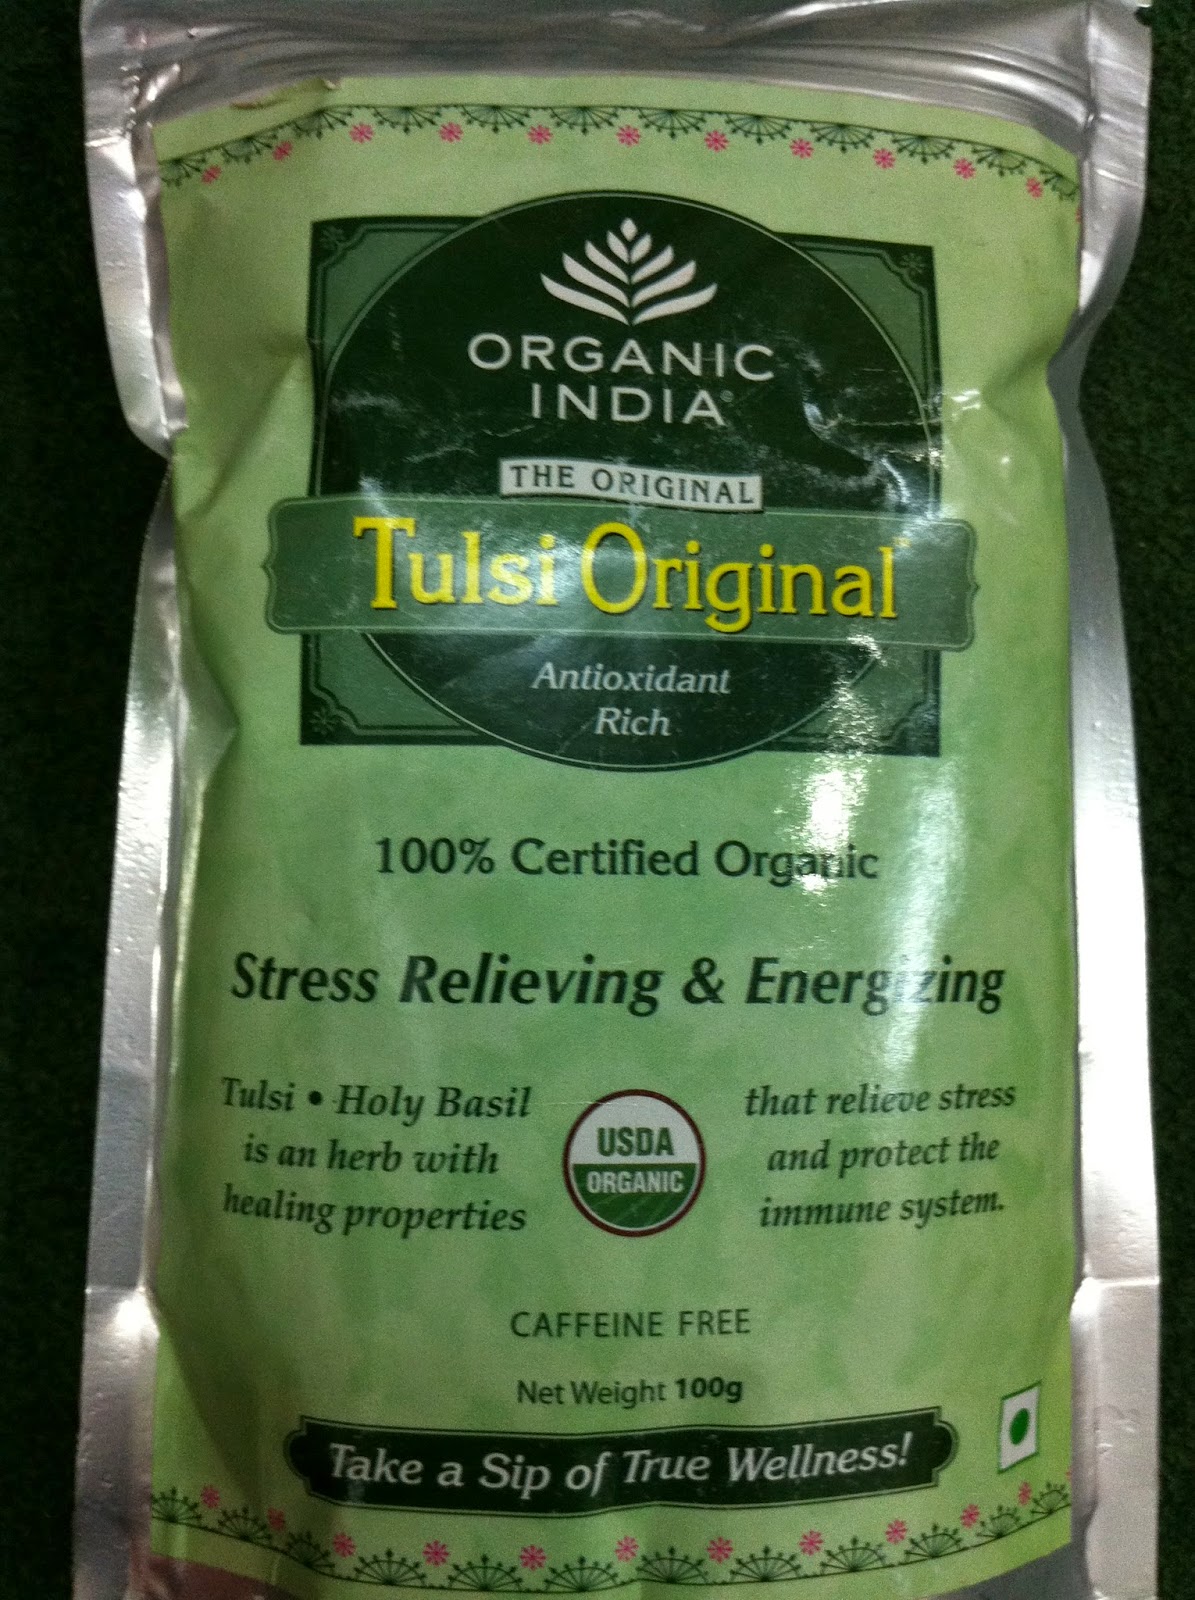 ORGANIC
INDIA®
THE ORIGINAL
Tulsi Original™
Antioxidant
Rich
100% Certified Organic
Stress Relieving & Energizing
Tulsi • Holy Basil
is an herb with
healing properties
USDA
ORGANIC
that relieve stress
and protect the
immune system.
CAFFEINE FREE
Net Weight 100g
Take a Sip of True Wellness!